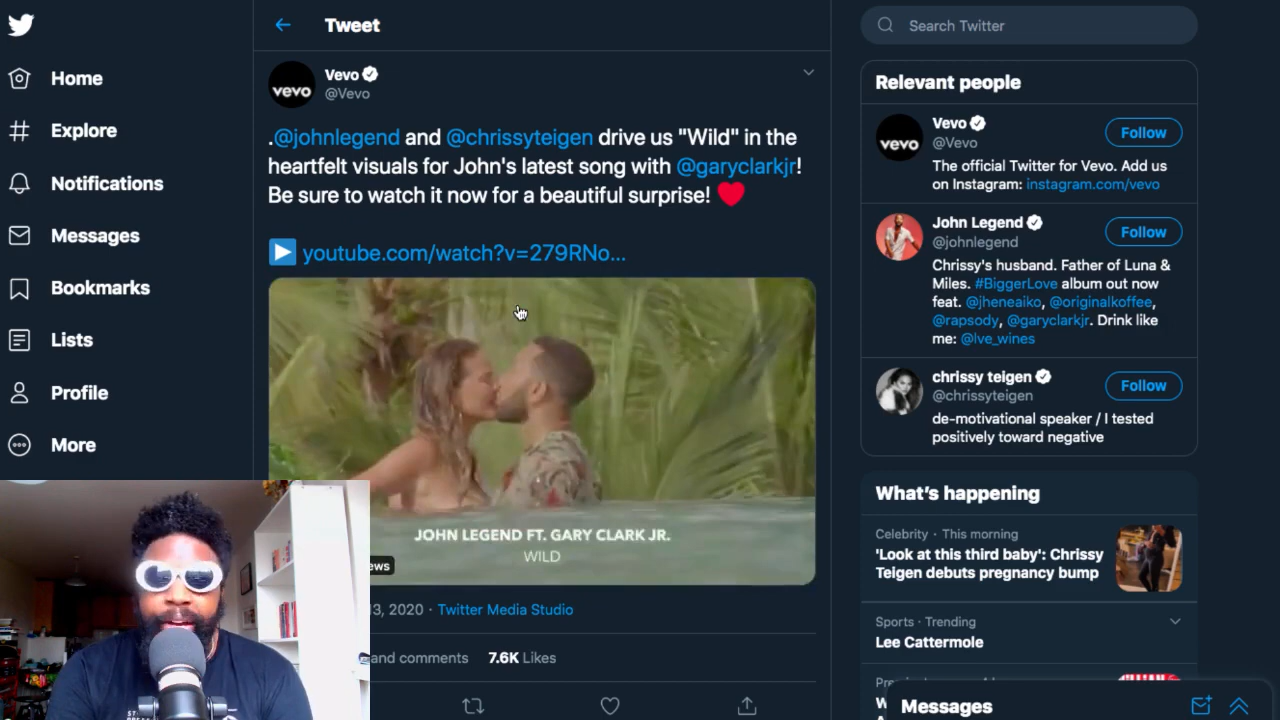 Home
Explore
Notifications
Messages
Bookmarks
Lists
Profile
More
Tweet
vevo
Vevo
@Vevo
.@johnlegend and @chrissyteigen drive us "Wild" in the
heartfelt visuals for John's latest song with @garyclarkjr!
Be sure to watch it now for a beautiful surprise!
youtube.com/watch?v=279RNo...
JOHN LEGEND FT. GARY CLARK JR.
WILD
ews
13, 2020 · Twitter Media Studio
and comments 7.6K Likes
Search Twitter
Relevant people
vevo
Vevo
@Vevo
Follow
The official Twitter for Vevo. Add us
on Instagram: instagram.com/vevo
John Legend
@johnlegend
Follow
Chrissy's husband. Father of Luna &
Miles. #BiggerLove album out now
feat. @jheneaiko, @originalkoffee,
@rapsody, @garyclarkjr. Drink like
me: @lve_wines
chrissy teigen
@chrissyteigen
Follow
de-motivational speaker / I tested
positively toward negative
What's happening
Celebrity · This morning
'Look at this third baby': Chrissy
Teigen debuts pregnancy bump
Sports · Trending
Lee Cattermole
Messages